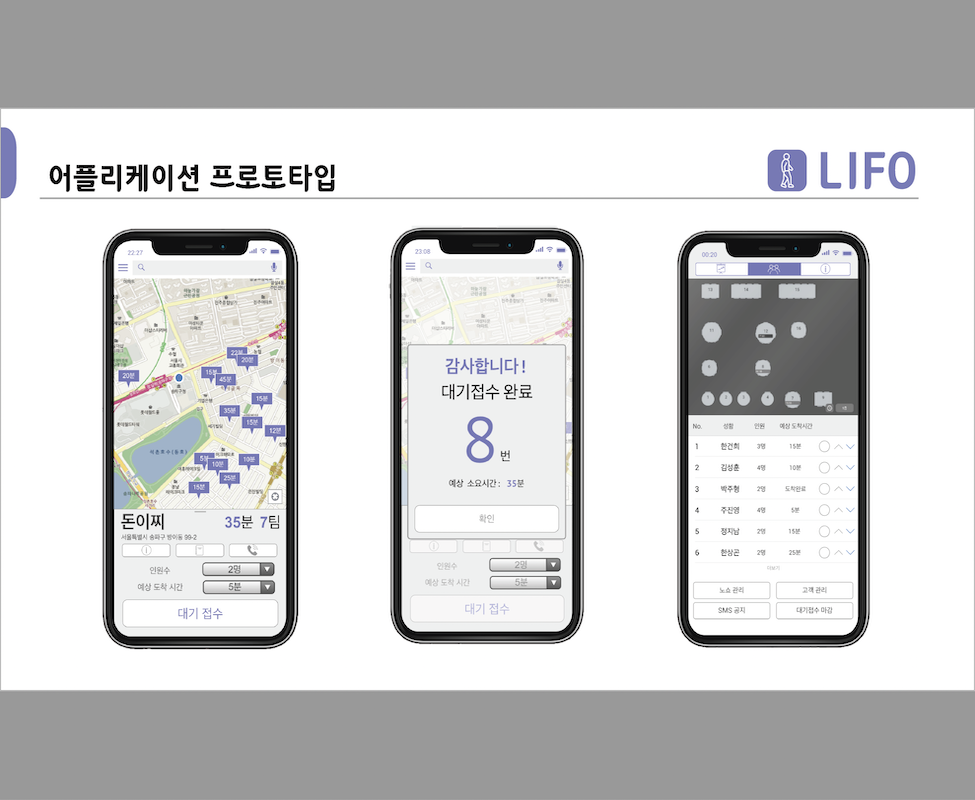 어플리케이션 프로토타입
LIFO
22:27
20분
22분
20분
15분
45분
15분
35분
15분
12분
5분
10분
10분
25분
15분
석촌호수(동호)
돈이찌
35분 7팀
서울특별시 송파구 방이동 99-2
인원수
2명
예상 도착 시간
5분
대기 접수
23:08
감사합니다!
대기접수 완료
8번
예상 소요시간 : 35분
확인
인원수
2명
예상 도착 시간
5분
대기 접수
00:20
No. 성함 인원 예상 도착시간
1 한건희 3명 15분
2 김성훈 4명 10분
3 박주형 2명 도착완료
4 주진영 4명 5분
5 정지남 2명 15분
6 한상곤 2명 25분
더보기
노쇼 관리
고객 관리
SMS 공지
대기접수 마감